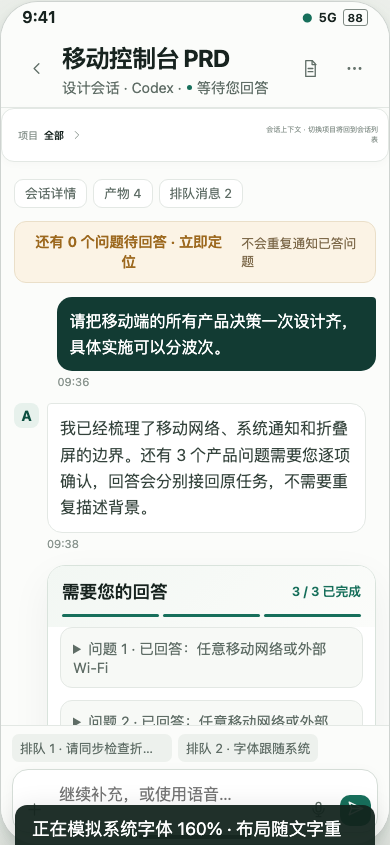 9:41
5G 88
移动控制台 PRD
设计会话 · Codex · 等待您回答
项目 全部
会话上下文 · 切换项目将回到会话列
表
会话详情
产物 4
排队消息 2
还有 0 个问题待回答 · 立即定
位
不会重复通知已答问
题
请把移动端的所有产品决策一次设计齐，
具体实施可以分波次。
09:36
A
我已经梳理了移动网络、系统通知和折叠
屏的边界。还有 3 个产品问题需要您逐项
确认，回答会分别接回原任务，不需要重
复描述背景。
09:38
需要您的回答
3 / 3 已完成
▶ 问题 1 · 已回答：任意移动网络或外部
Wi-Fi
▶ 问题 2 · 已回答：任意移动网络或外部
排队 1 · 请同步检查折...
排队 2 · 字体跟随系统
继续补充，或使用语音...
正在模拟系统字体 160% · 布局随文字重